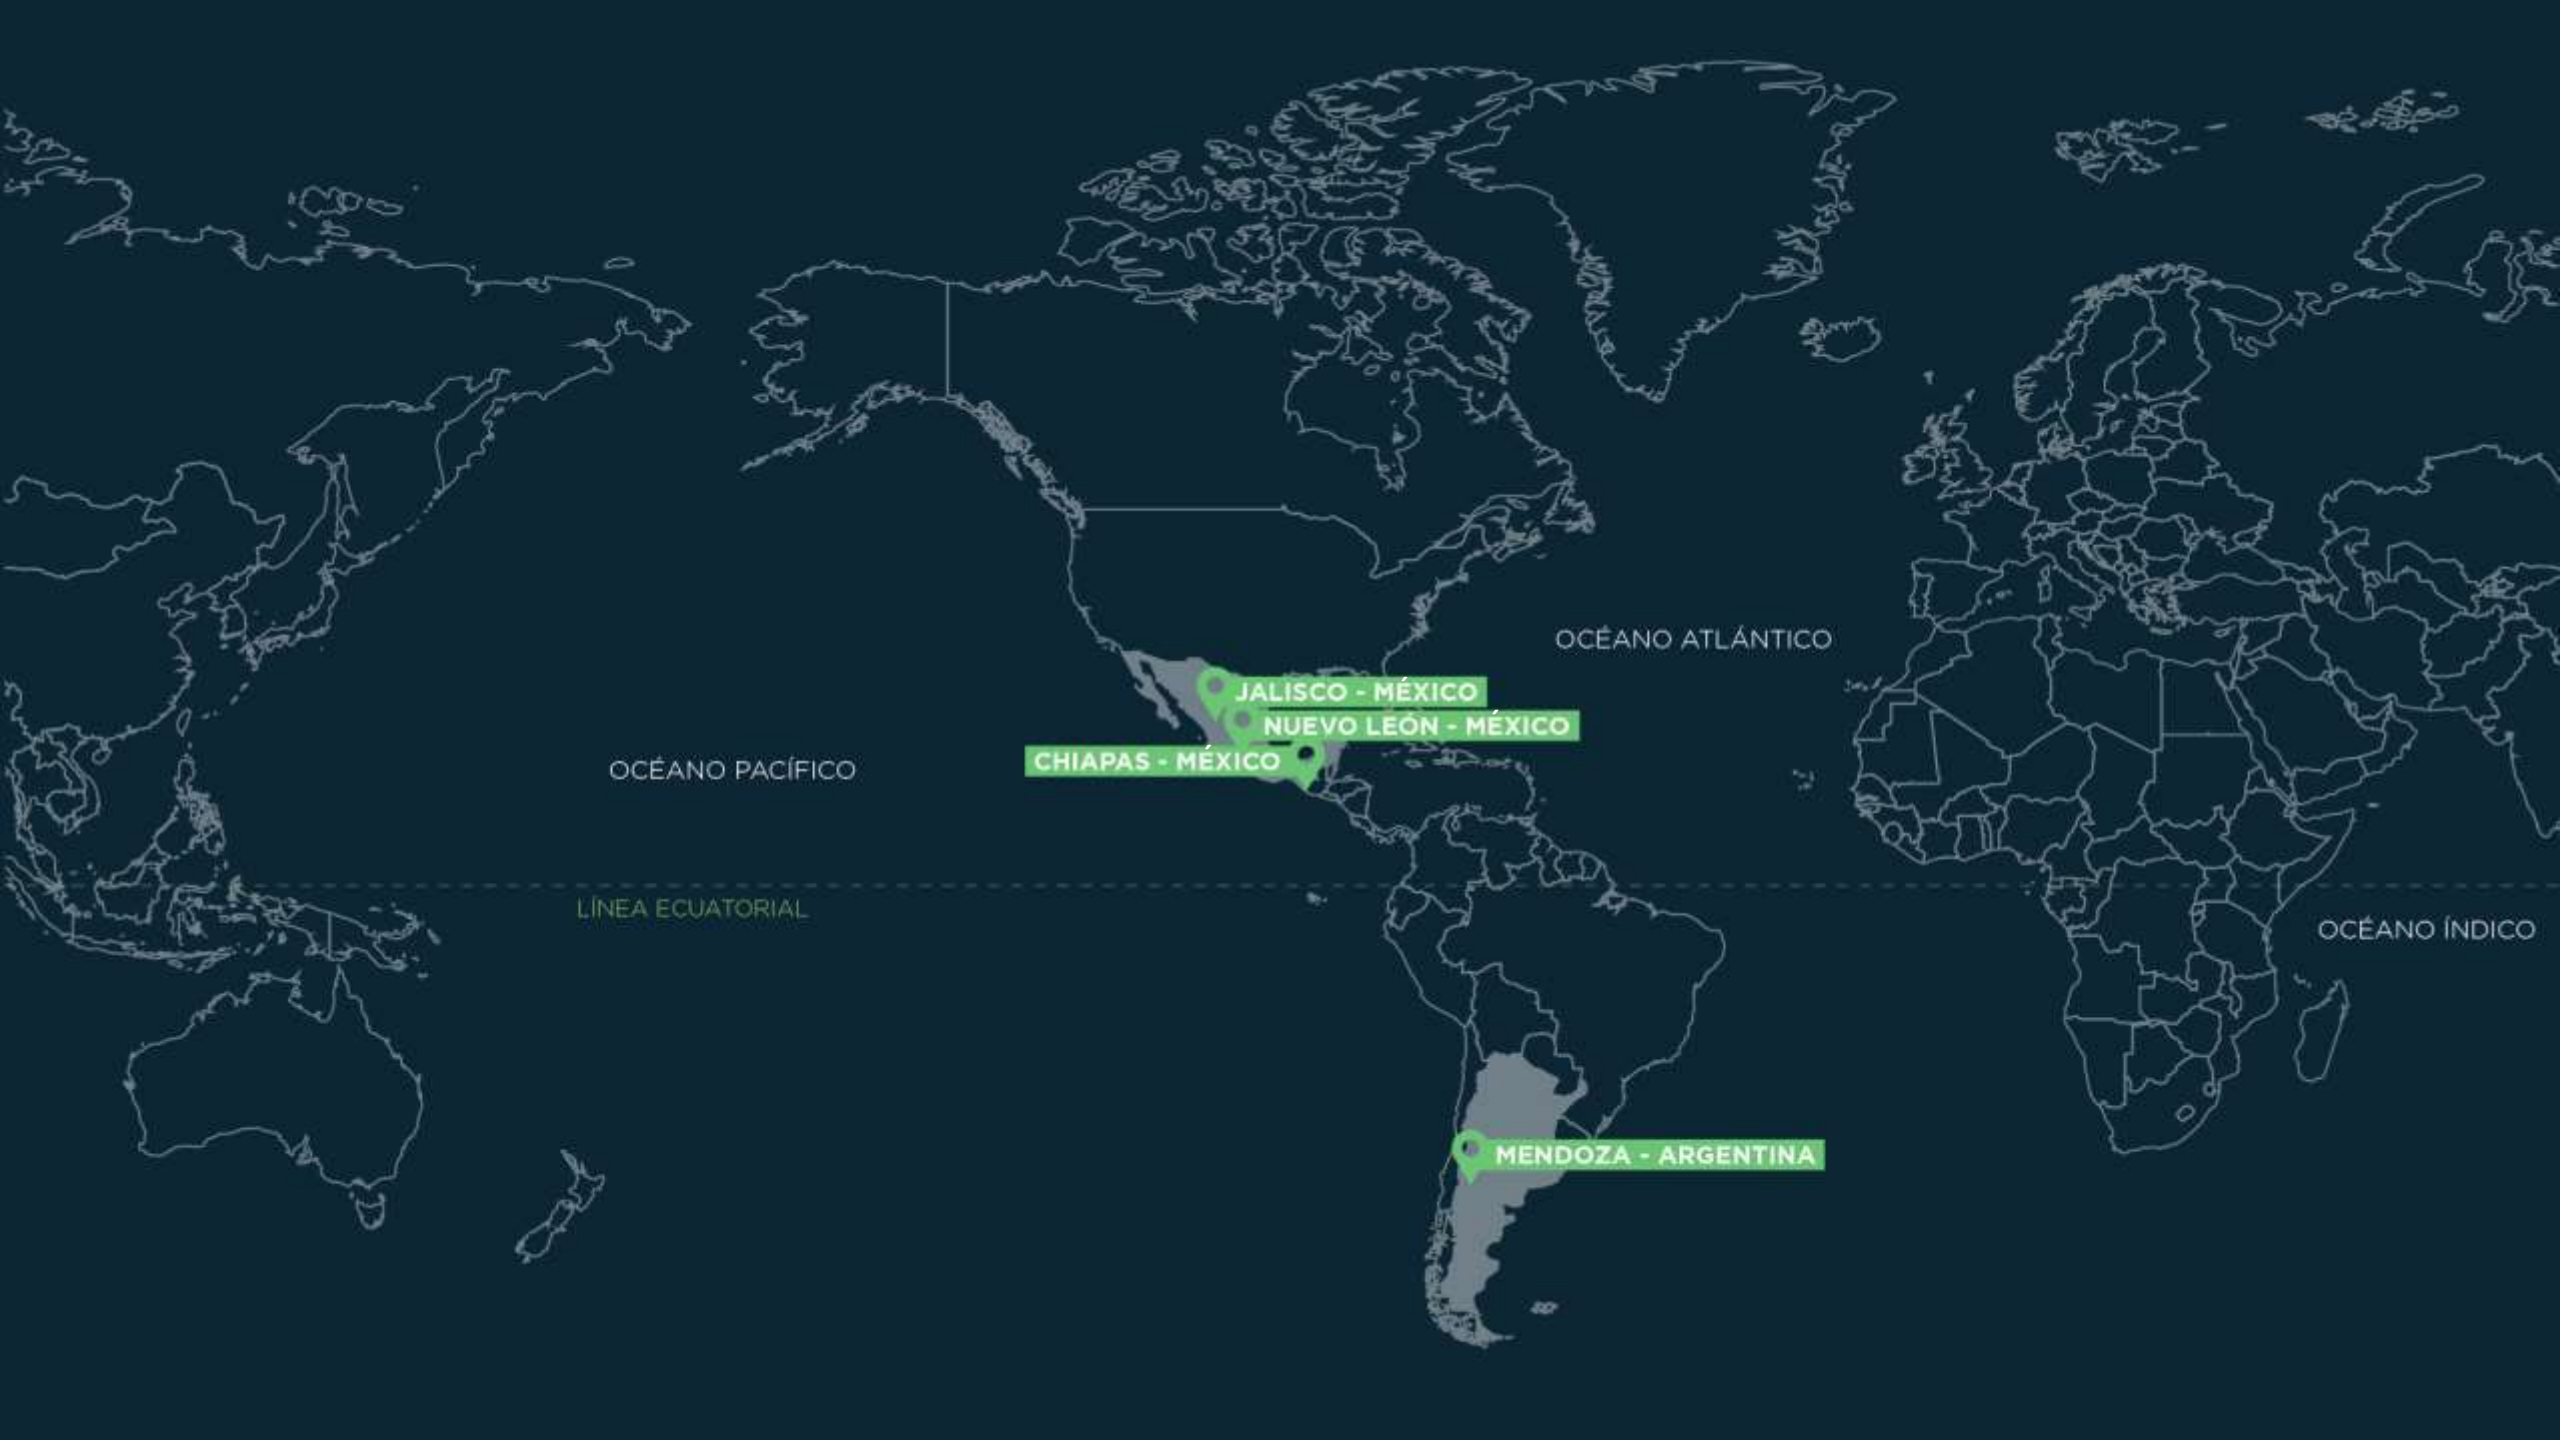 OCÉANO ATLÁNTICO
JALISCO - MÉXICO
NUEVO LEÓN - MÉXICO
CHIAPAS - MÉXICO
OCÉANO PACÍFICO
LÍNEA ECUATORIAL
OCÉANO ÍNDICO
MENDOZA - ARGENTINA